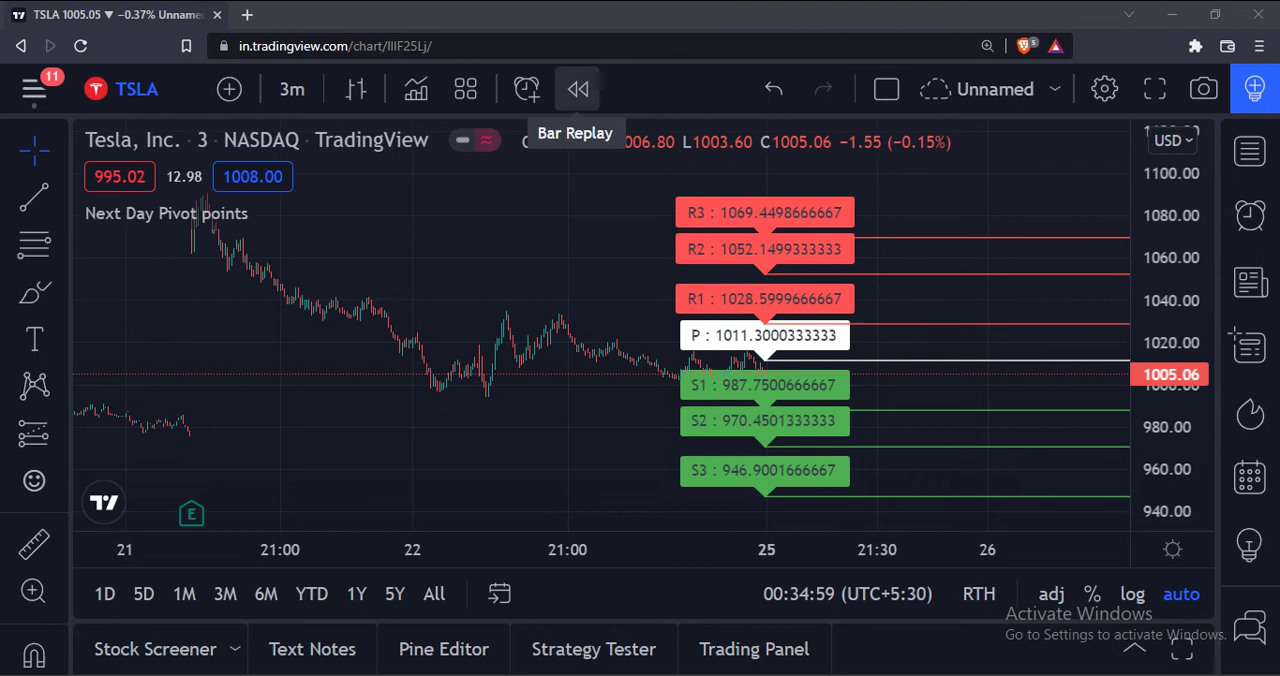 TSLA 1005.05 ▼ −0.37% Unname
in.tradingview.com/chart/IIIF25Lj/
5
11
TSLA
3m
Unnamed
Bar Replay
Tesla, Inc. · 3 · NASDAQ · TradingView
006.80 L1003.60 C1005.06 −1.55 (−0.15%)
USD
995.02 12.98 1008.00
Next Day Pivot points
R3 : 1069.4498666667
R2 : 1052.1499333333
R1 : 1028.5999666667
P : 1011.3000333333
S1 : 987.7500666667
S2 : 970.4501333333
S3 : 946.9001666667
1100.00
1080.00
1060.00
1040.00
1020.00
1005.06
980.00
960.00
940.00
E
21 21:00 22 21:00 25 21:30 26
1D 5D 1M 3M 6M YTD 1Y 5Y All
00:34:59 (UTC+5:30) RTH adj % log auto
Activate Windows
Go to Settings to activate Windows.
Stock Screener Text Notes Pine Editor Strategy Tester Trading Panel